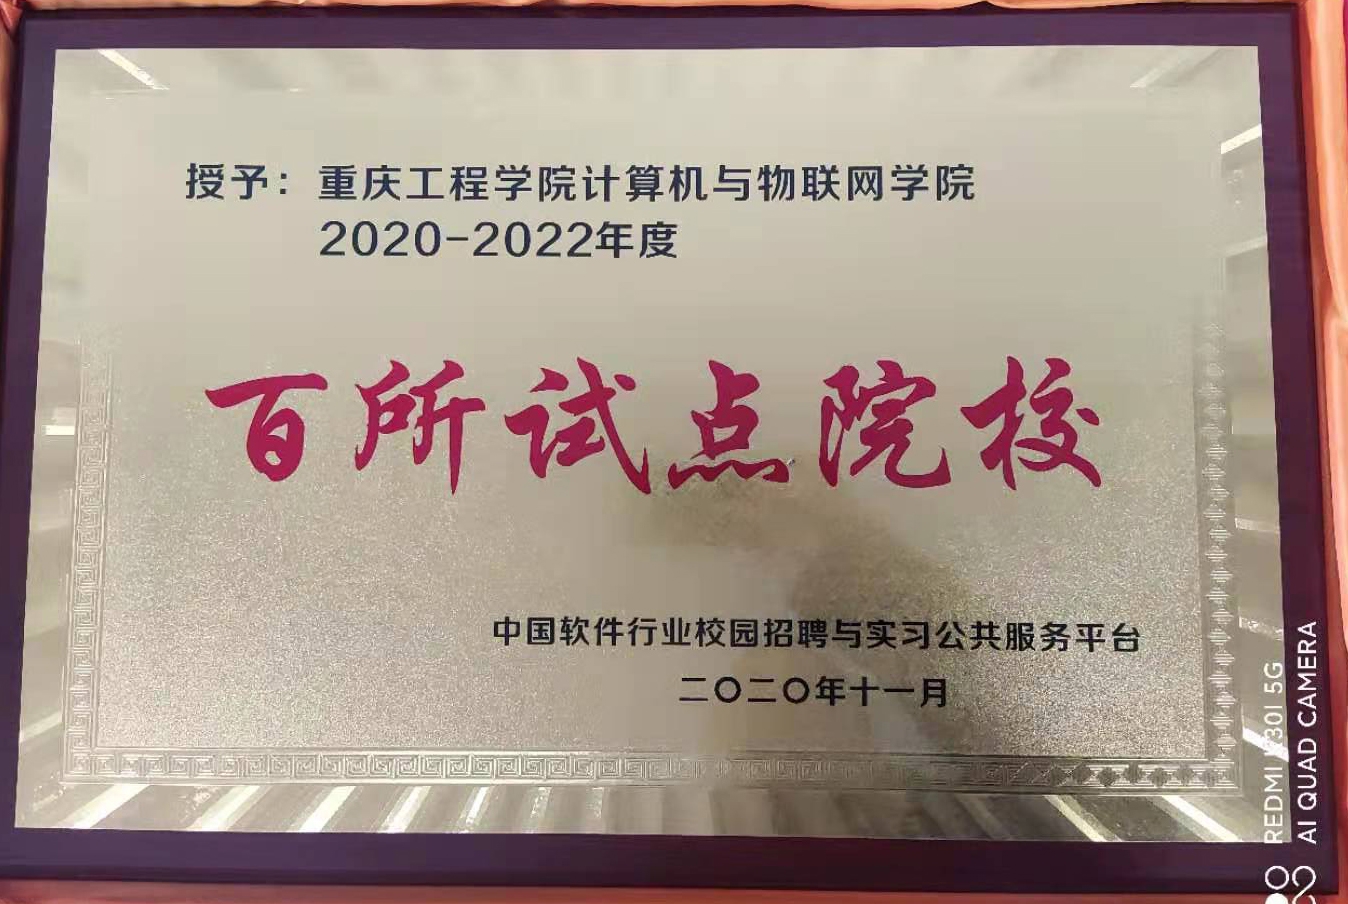 授予：重庆工程学院计算机与物联网学院
2020-2022年度
百所试点院校
中国软件行业校园招聘与实习公共服务平台
二〇二〇年十一月
REDMI K30I 5G
AI QUAD CAMERA